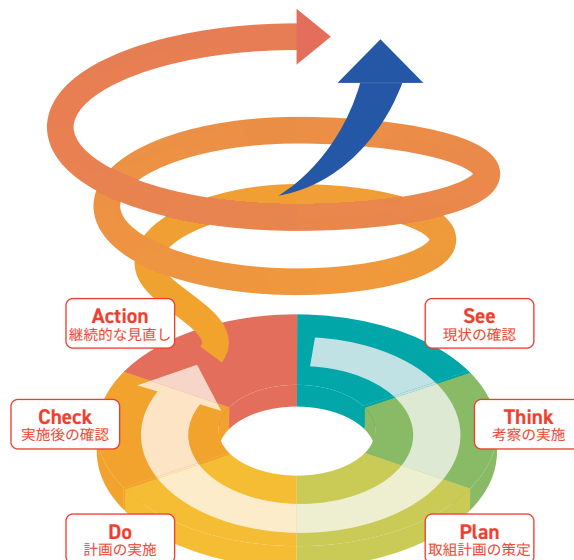 Action
継続的な見直し
See
現状の確認
Check
実施後の確認
Think
考察の実施
Do
計画の実施
Plan
取組計画の策定